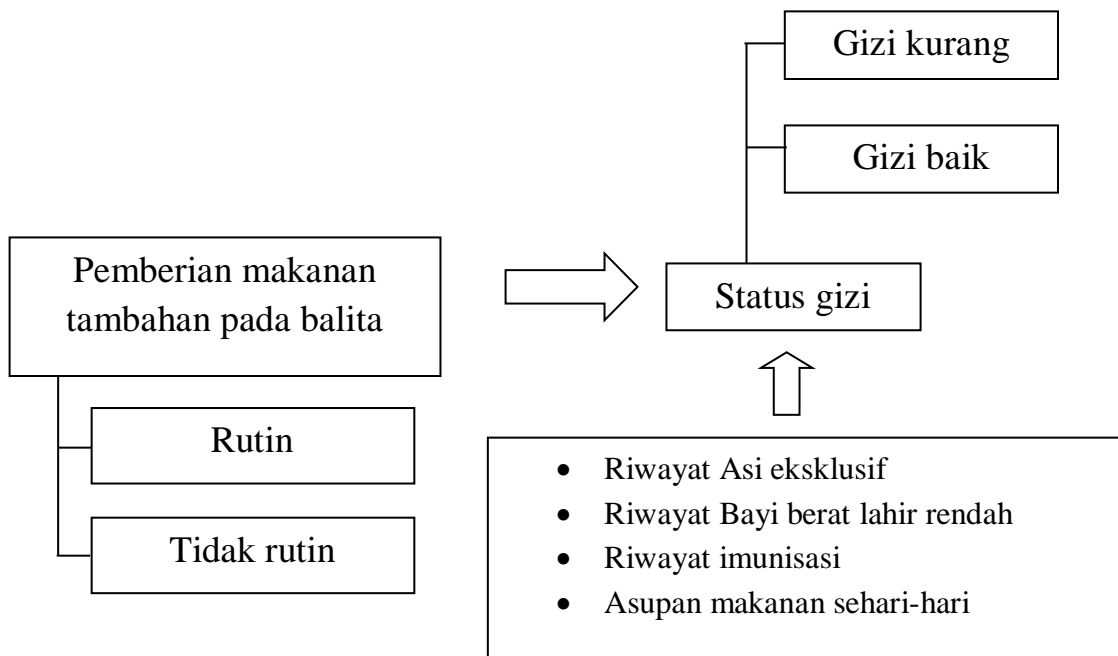 Gizi kurang
Gizi baik
Pemberian makanan
tambahan pada balita
Status gizi
Rutin
Tidak rutin
• Riwayat Asi eksklusif
• Riwayat Bayi berat lahir rendah
• Riwayat imunisasi
• Asupan makanan sehari-hari